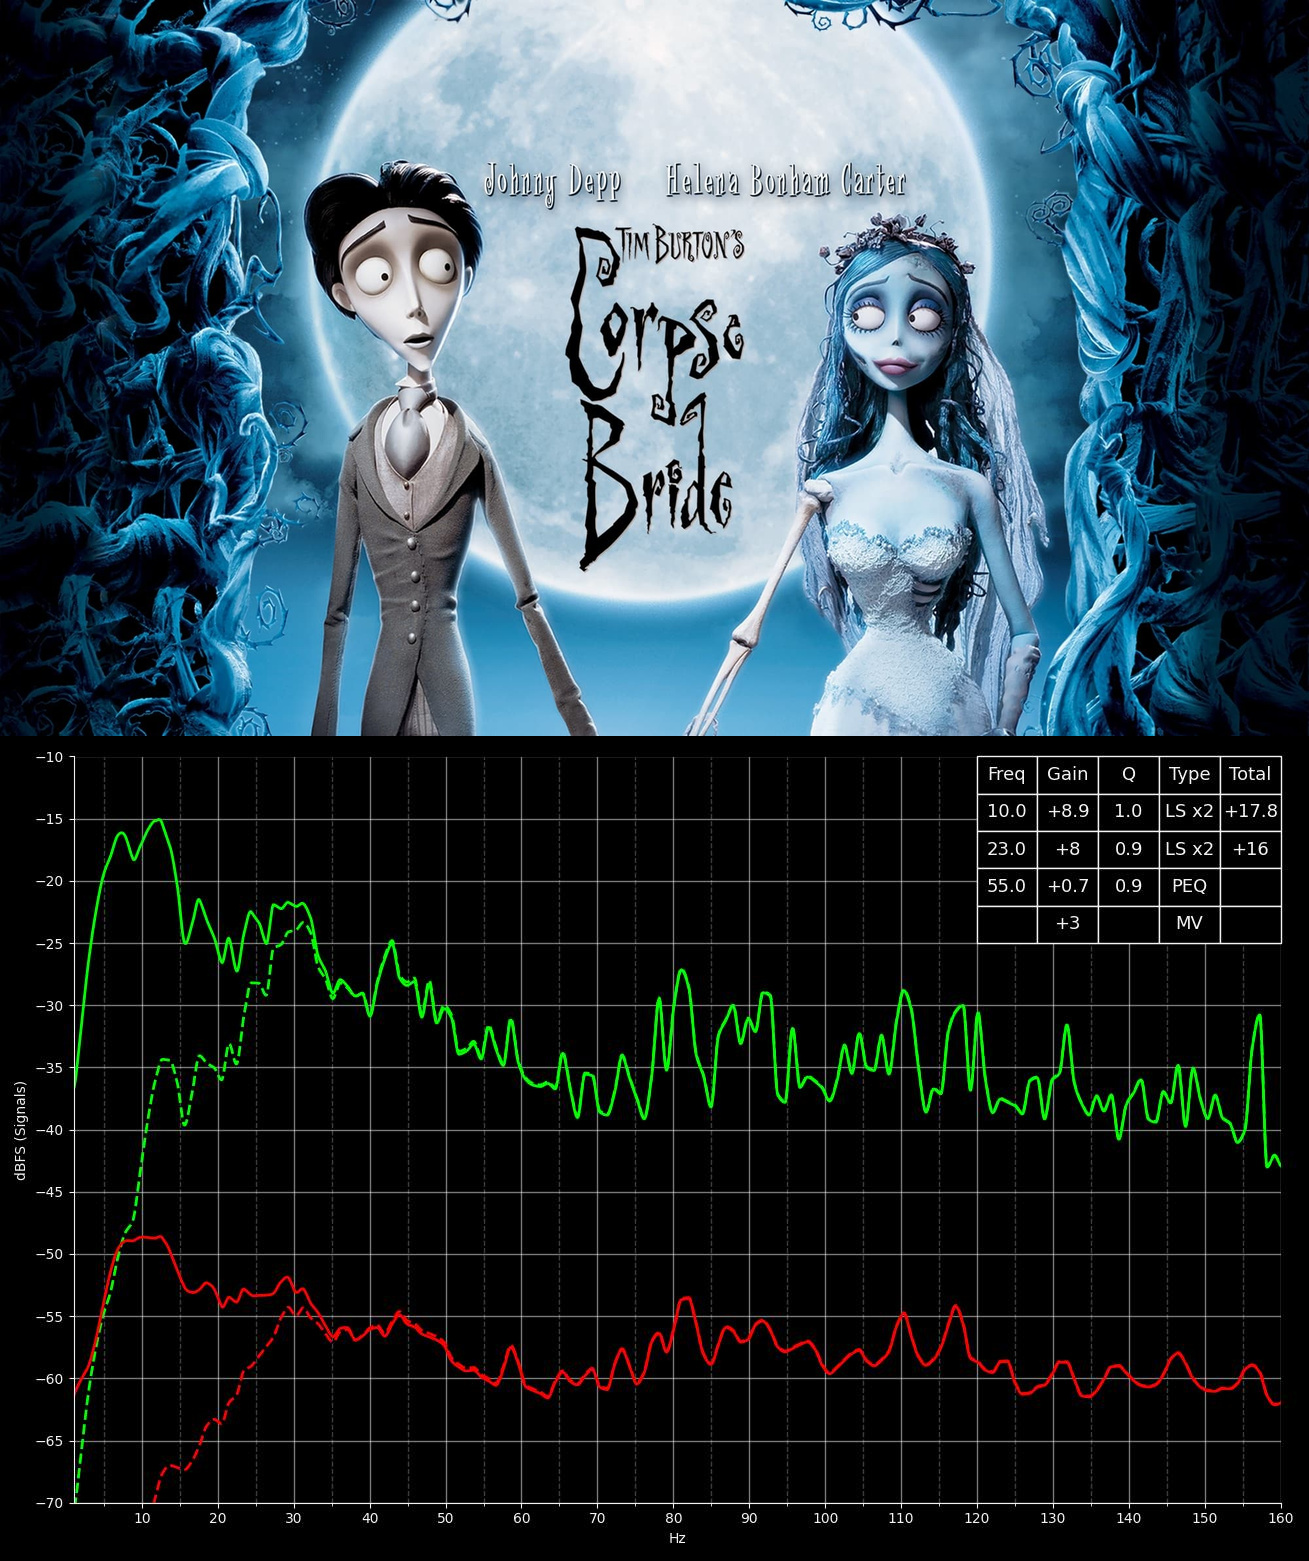 Johnny Depp Helena Bonham Carter
TIM BURTON'S
Corpse
Bride
Freq Gain Q Type Total
10.0 +8.9 1.0 LS x2 +17.8
23.0 +8 0.9 LS x2 +16
55.0 +0.7 0.9 PEQ
+3 MV
dBFS (Signals)
−10
−15
−20
−25
−30
−35
−40
−45
−50
−55
−60
−65
−70
10 20 30 40 50 60 70 80 90 100 110 120 130 140 150 160
Hz